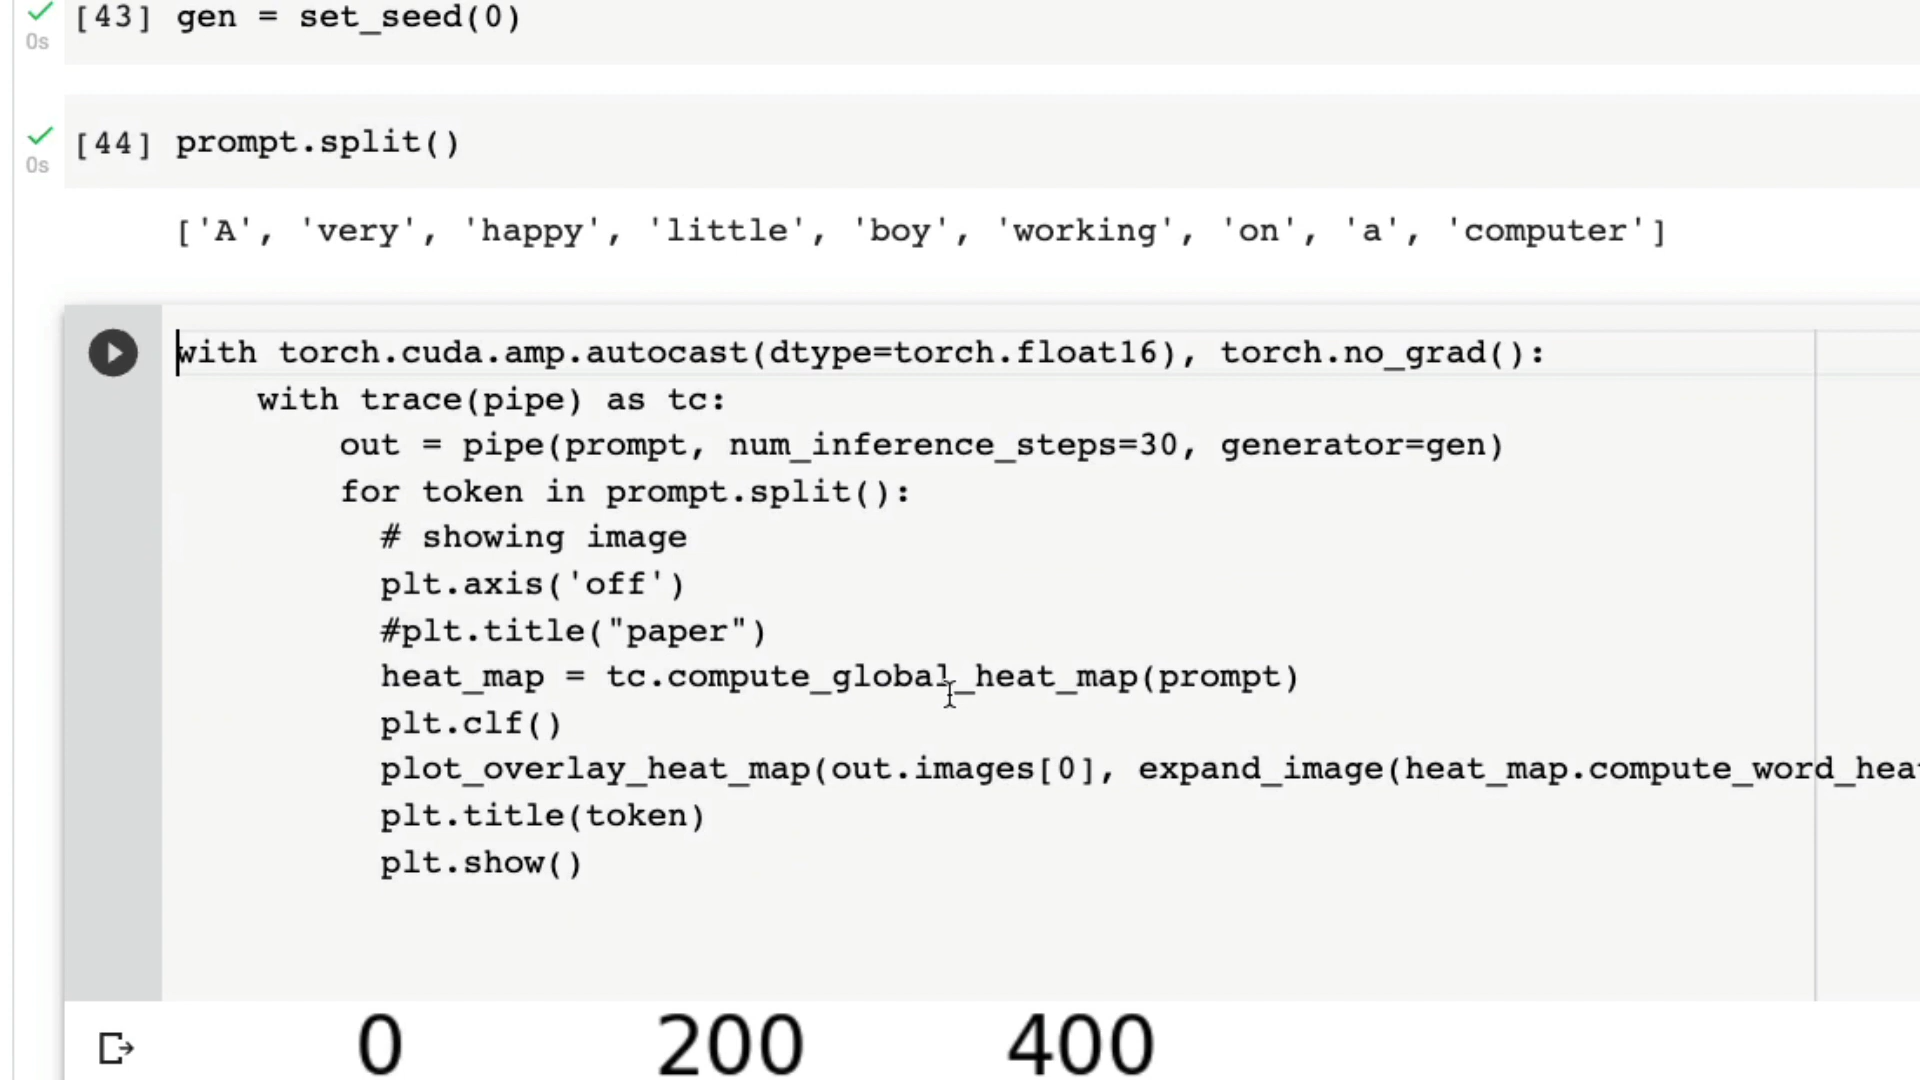 [43] gen = set_seed(0)
0s
[44] prompt.split()
0s
['A', 'very', 'happy', 'little', 'boy', 'working', 'on', 'a', 'computer']
with torch.cuda.amp.autocast(dtype=torch.float16), torch.no_grad():
with trace(pipe) as tc:
out = pipe(prompt, num_inference_steps=30, generator=gen)
for token in prompt.split():
# showing image
plt.axis('off')
#plt.title("paper")
heat_map = tc.compute_global_heat_map(prompt)
plt.clf()
plot_overlay_heat_map(out.images[0], expand_image(heat_map.compute_word_hea
plt.title(token)
plt.show()
0 200 400